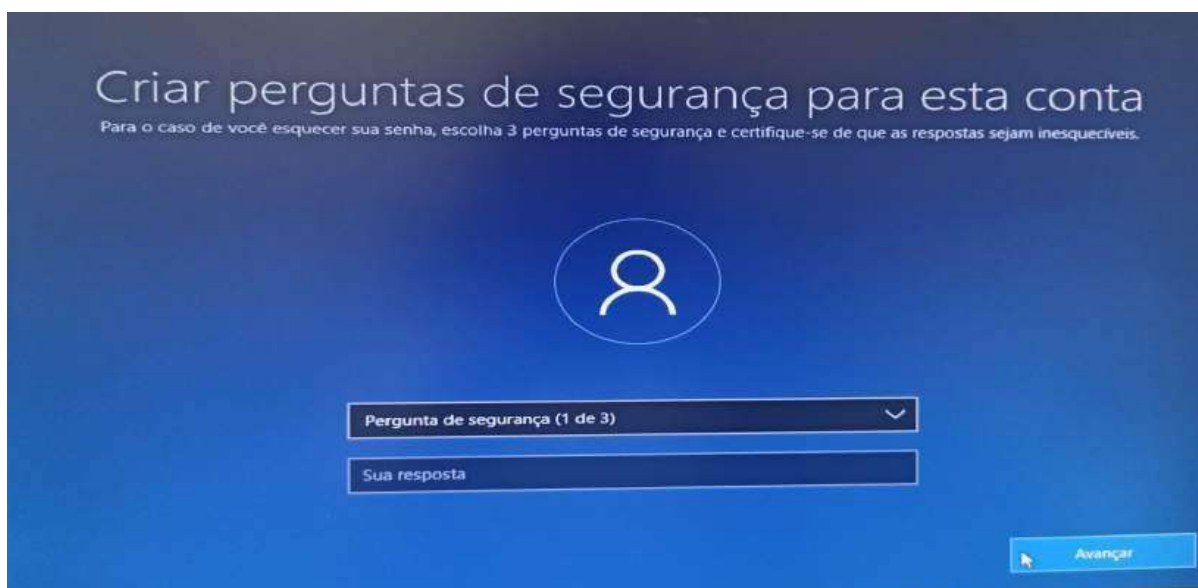 Criar perguntas de segurança para esta conta
Para o caso de você esquecer sua senha, escolha 3 perguntas de segurança e certifique-se de que as respostas sejam inesquecíveis.
Pergunta de segurança (1 de 3)
Sua resposta
Avançar